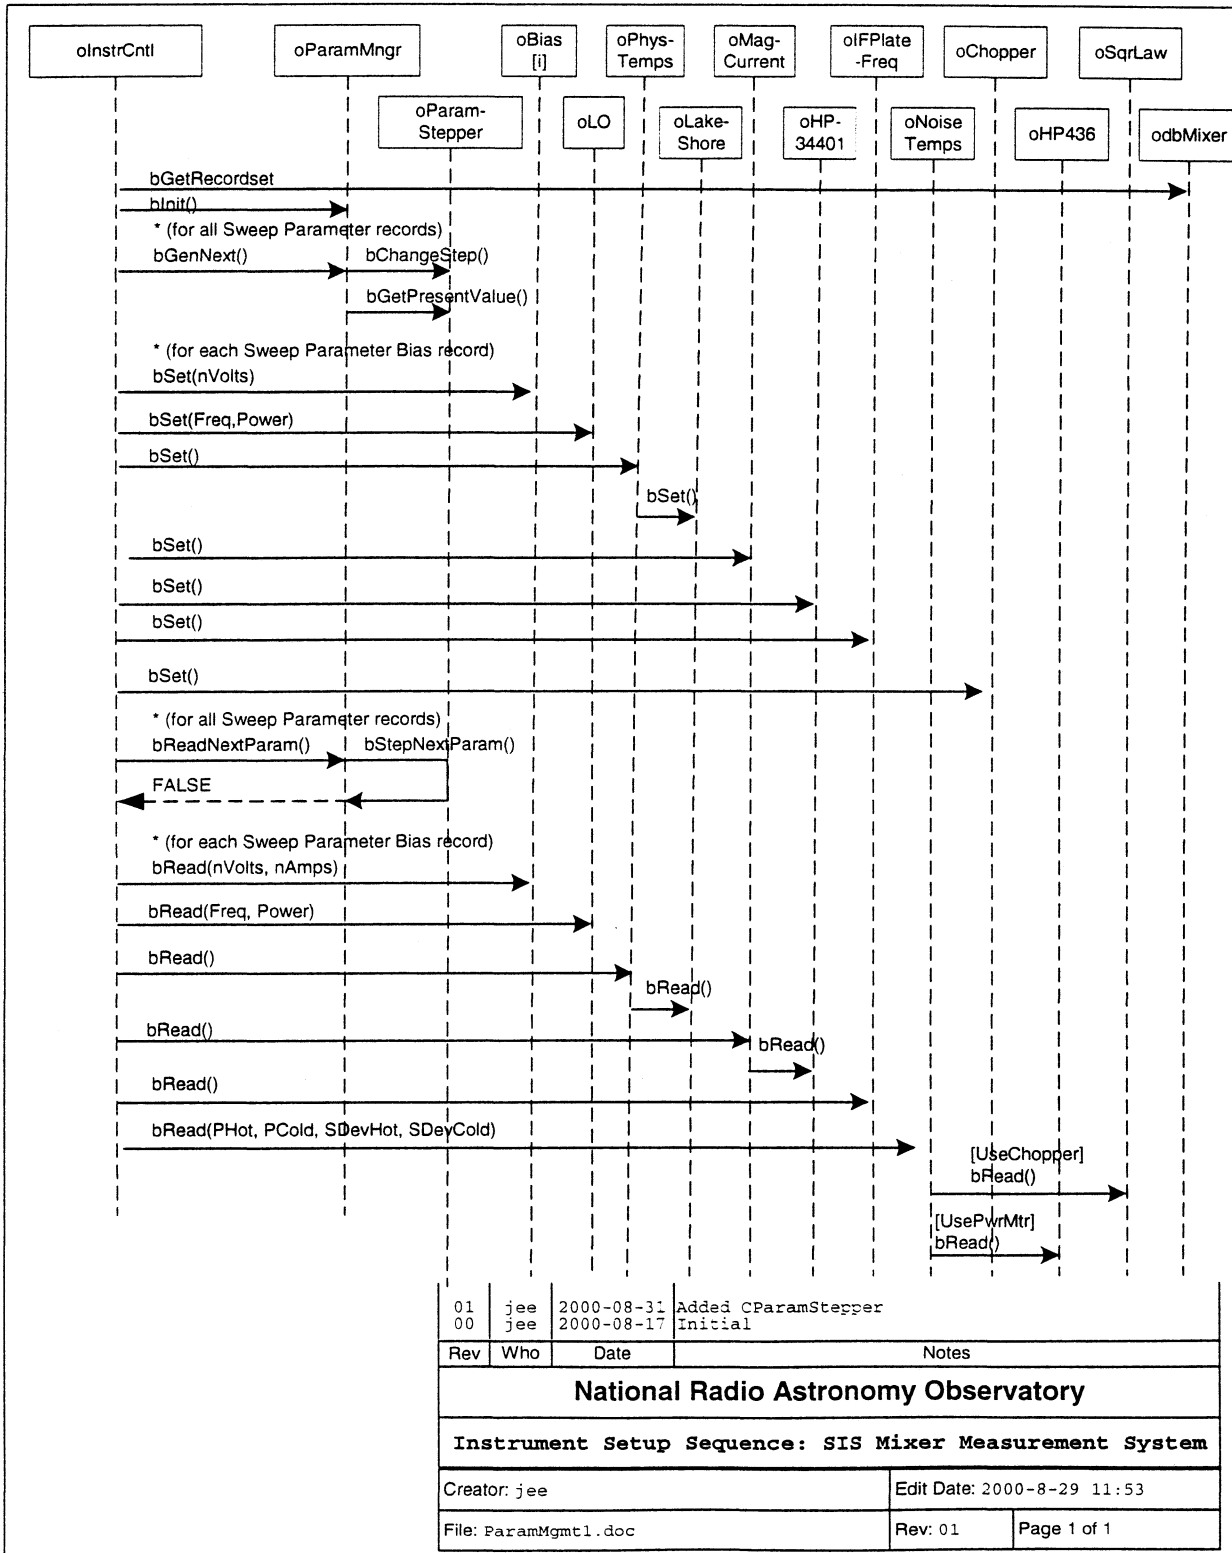 oInstrCntl
oParamMngr
oBias
[i]
oPhys-
Temps
oMag-
Current
oIFPlate
-Freq
oChopper
oSqrLaw
oParam-
Stepper
oLO
oLake-
Shore
oHP-
34401
oNoise
Temps
oHP436
odbMixer
bGetRecordset
bInit()
* (for all Sweep Parameter records)
bGenNext()
bChangeStep()
bGetPresentValue()
* (for each Sweep Parameter Bias record)
bSet(nVolts)
bSet(Freq,Power)
bSet()
bSet()
bSet()
bSet()
bSet()
bSet()
* (for all Sweep Parameter records)
bReadNextParam()
bStepNextParam()
FALSE
* (for each Sweep Parameter Bias record)
bRead(nVolts, nAmps)
bRead(Freq, Power)
bRead()
bRead()
bRead()
bRead()
bRead()
bRead(PHot, PCold, SDevHot, SDevCold)
[UseChopper]
bRead()
[UsePwrMtr]
bRead()
01 jee 2000-08-31 Added CParamStepper
00 jee 2000-08-17 Initial
Rev Who Date Notes
National Radio Astronomy Observatory
Instrument Setup Sequence: SIS Mixer Measurement System
Creator: jee
Edit Date: 2000-8-29 11:53
File: ParamMgmt1.doc
Rev: 01
Page 1 of 1